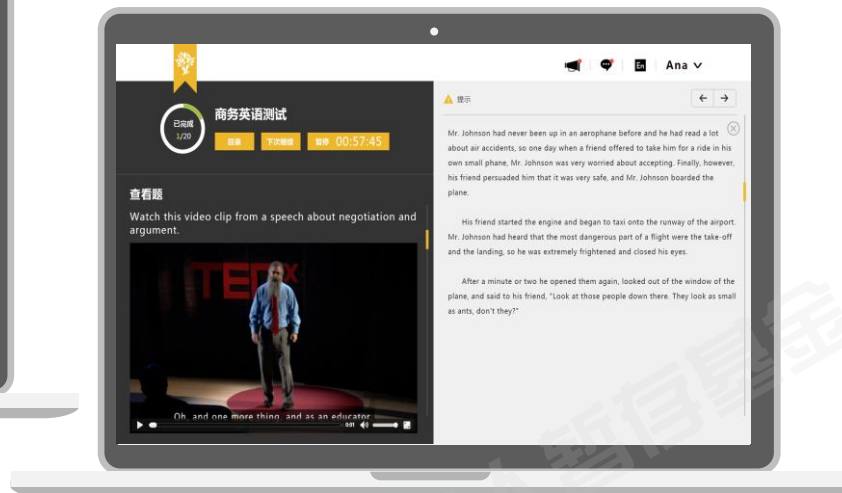 En
Ana
已完成
1/20
商务英语测试
目录
下次继续
暂停 00:57:45
查看题
Watch this video clip from a speech about negotiation and
argument.
TEDx
Oh, and one more thing, and as an educator,
0:01
提示
Mr. Johnson had never been up in an aerophane before and he had read a lot
about air accidents, so one day when a friend offered to take him for a ride in his
own small phane, Mr. Johnson was very worried about accepting. Finally, however,
his friend persuaded him that it was very safe, and Mr. Johnson boarded the
plane.
His friend started the engine and began to taxi onto the runway of the airport.
Mr. Johnson had heard that the most dangerous part of a flight were the take-off
and the landing, so he was extremely frightened and closed his eyes.
After a minute or two he opened them again, looked out of the window of the
plane, and said to his friend, "Look at those people down there. They look as small
as ants, don't they?"
暂存基金